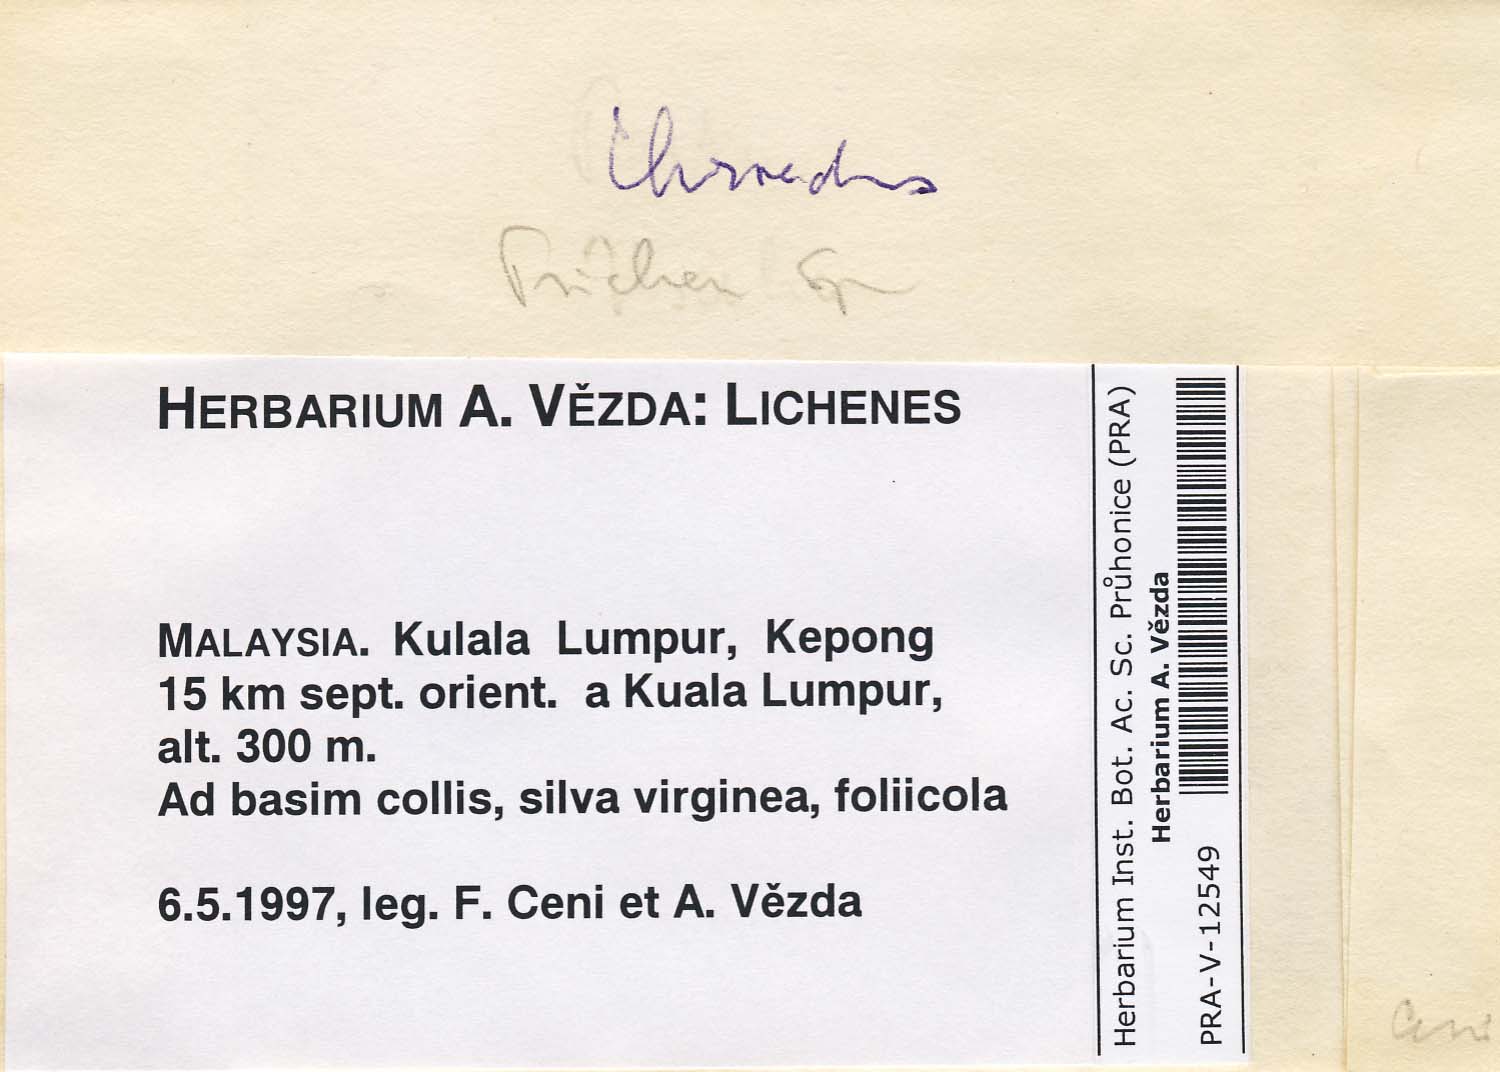 HERBARIUM A. VĚZDA: LICHENES
MALAYSIA. Kulala Lumpur, Kepong
15 km sept. orient. a Kuala Lumpur,
alt. 300 m.
Ad basim collis, silva virginea, foliicola
6.5.1997, leg. F. Ceni et A. Vězda
Herbarium Inst. Bot. Ac. Sc. Průhonice (PRA)
Herbarium A. Vězda
PRA-V-12549
Ceni